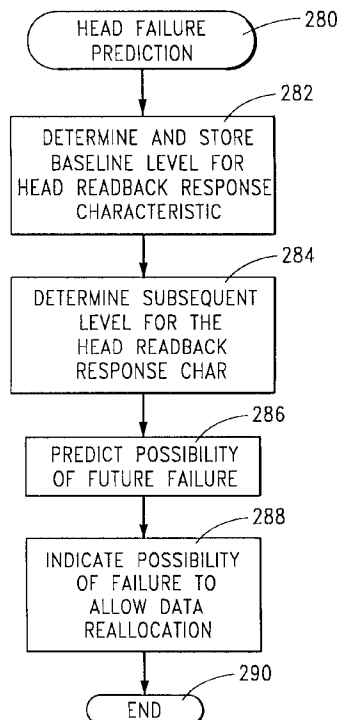 HEAD FAILURE
PREDICTION
280
282
DETERMINE AND STORE
BASELINE LEVEL FOR
HEAD READBACK RESPONSE
CHARACTERISTIC
284
DETERMINE SUBSEQUENT
LEVEL FOR THE
HEAD READBACK
RESPONSE CHAR
286
PREDICT POSSIBILITY
OF FUTURE FAILURE
288
INDICATE POSSIBILITY
OF FAILURE TO
ALLOW DATA
REALLOCATION
290
END